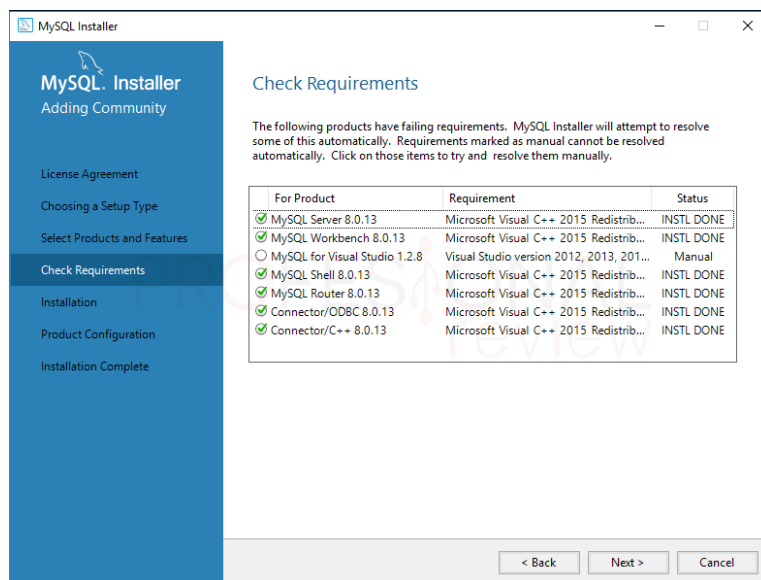 MySQL Installer
MySQL. Installer
Adding Community
License Agreement
Choosing a Setup Type
Select Products and Features
Check Requirements
Installation
Product Configuration
Installation Complete
Check Requirements
The following products have failing requirements. MySQL Installer will attempt to resolve
some of this automatically. Requirements marked as manual cannot be resolved
automatically. Click on those items to try and resolve them manually.
For Product Requirement Status
MySQL Server 8.0.13 Microsoft Visual C++ 2015 Redistrib... INSTL DONE
MySQL Workbench 8.0.13 Microsoft Visual C++ 2015 Redistrib... INSTL DONE
MySQL for Visual Studio 1.2.8 Visual Studio version 2012, 2013, 201... Manual
MySQL Shell 8.0.13 Microsoft Visual C++ 2015 Redistrib... INSTL DONE
MySQL Router 8.0.13 Microsoft Visual C++ 2015 Redistrib... INSTL DONE
Connector/ODBC 8.0.13 Microsoft Visual C++ 2015 Redistrib... INSTL DONE
Connector/C++ 8.0.13 Microsoft Visual C++ 2015 Redistrib... INSTL DONE
PROFESIONAL
review
< Back Next > Cancel